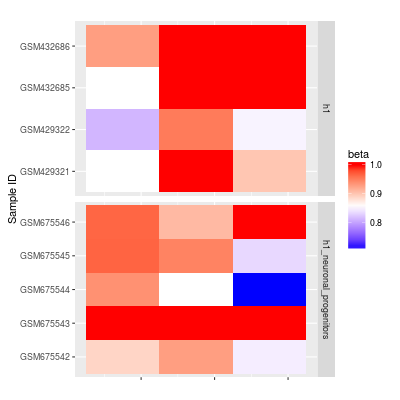 Sample ID
GSM432686
GSM432685
GSM429322
GSM429321
h1
GSM675546
GSM675545
GSM675544
GSM675543
GSM675542
h1_neuronal_progenitors
beta
1.0
0.9
0.8